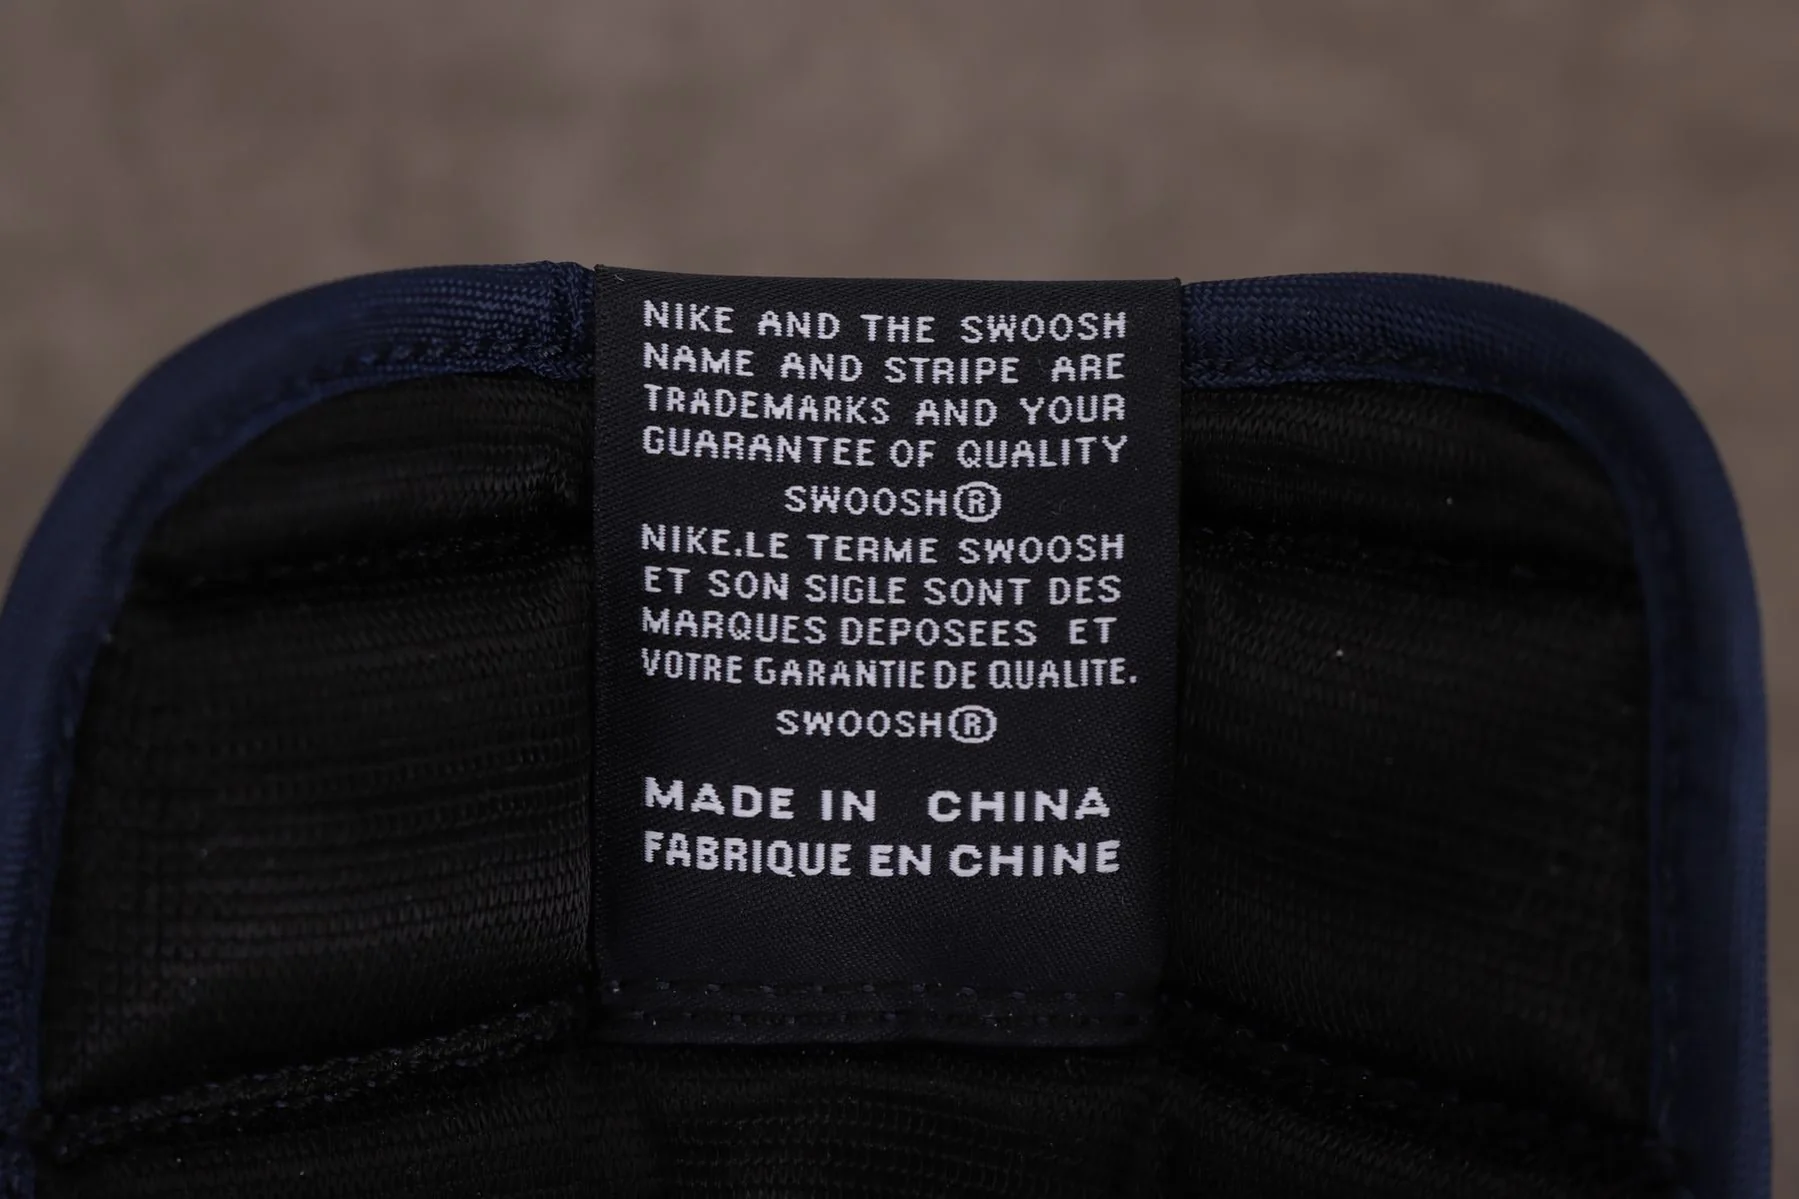 NIKE AND THE SWOOSH
NAME AND STRIPE ARE
TRADEMARKS AND YOUR
GUARANTEE OF QUALITY
SWOOSH®
NIKE.LE TERME SWOOSH
ET SON SIGLE SONT DES
MARQUES DEPOSEES ET
VOTRE GARANTIE DE QUALITE.
SWOOSH®
MADE IN CHINA
FABRIQUE EN CHINE